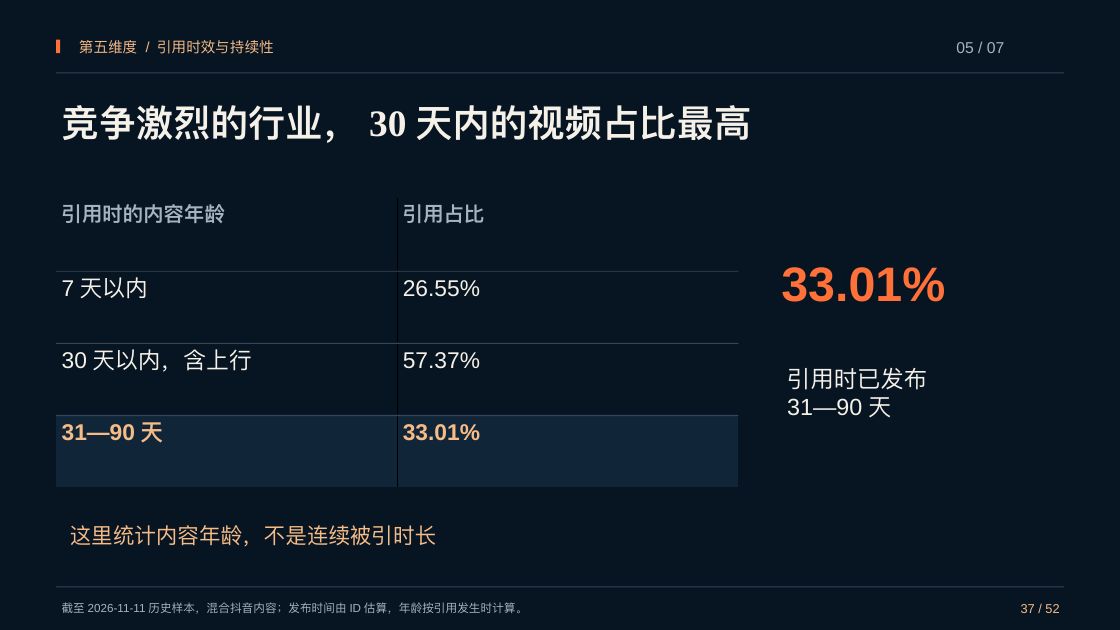 第五维度 / 引用时效与持续性
05 / 07
竞争激烈的行业， 30 天内的视频占比最高
引用时的内容年龄 引用占比
7 天以内 26.55%
30 天以内，含上行 57.37%
31—90 天 33.01%
33.01%
引用时已发布
31—90 天
这里统计内容年龄，不是连续被引时长
截至 2026-11-11 历史样本，混合抖音内容；发布时间由 ID 估算，年龄按引用发生时计算。
37 / 52